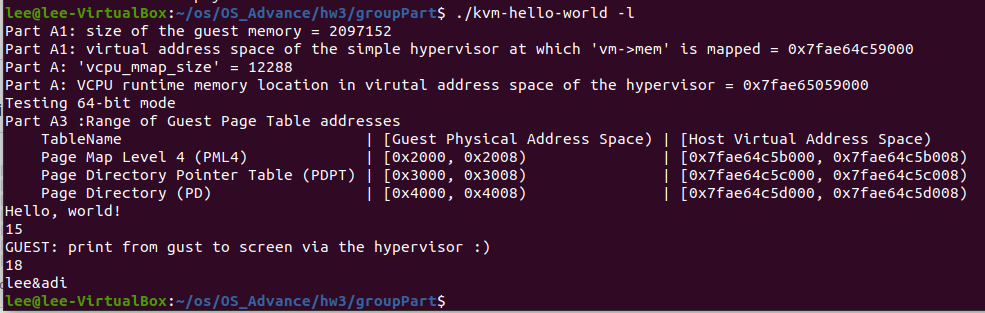 lee@lee-VirtualBox:~/os/OS_Advance/hw3/groupPart$ ./kvm-hello-world -l
Part A1: size of the guest memory = 2097152
Part A1: virtual address space of the simple hypervisor at which 'vm->mem' is mapped = 0x7fae64c59000
Part A: 'vcpu_mmap_size' = 12288
Part A: VCPU runtime memory location in virutal address space of the hypervisor = 0x7fae65059000
Testing 64-bit mode
Part A3 :Range of Guest Page Table addresses
    TableName                           | [Guest Physical Address Space) | [Host Virtual Address Space)
    Page Map Level 4 (PML4)             | [0x2000, 0x2008)               | [0x7fae64c5b000, 0x7fae64c5b008)
    Page Directory Pointer Table (PDPT) | [0x3000, 0x3008)               | [0x7fae64c5c000, 0x7fae64c5c008)
    Page Directory (PD)                 | [0x4000, 0x4008)               | [0x7fae64c5d000, 0x7fae64c5d008)
Hello, world!
15
GUEST: print from gust to screen via the hypervisor :)
18
lee&adi
lee@lee-VirtualBox:~/os/OS_Advance/hw3/groupPart$